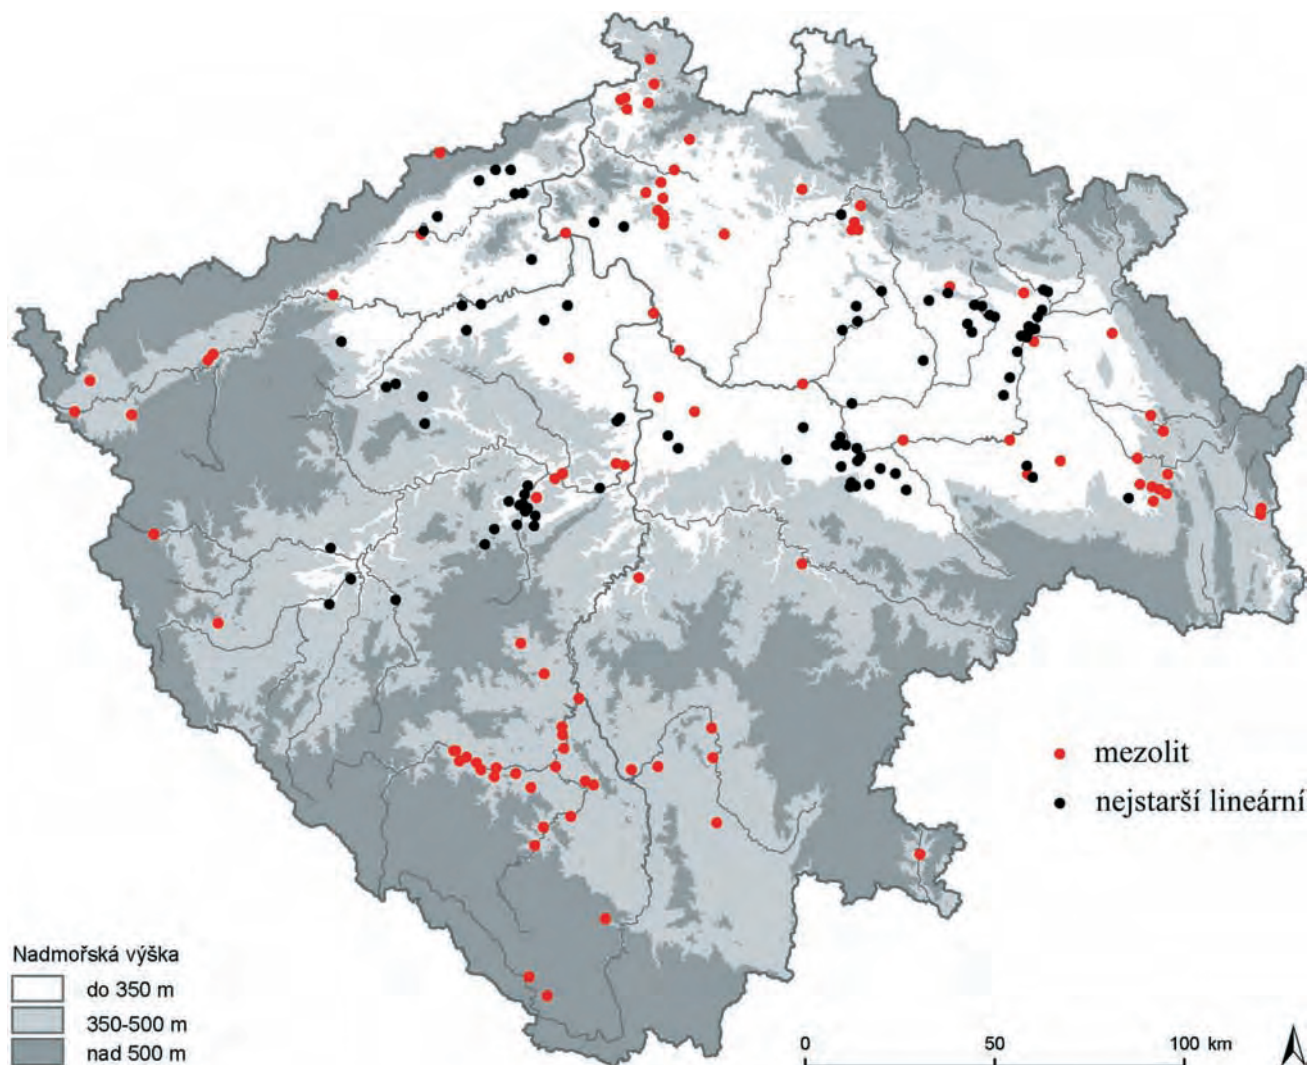 mezolit
nejstarší lineární
Nadmořská výška
do 350 m
350-500 m
nad 500 m
0 50 100 km